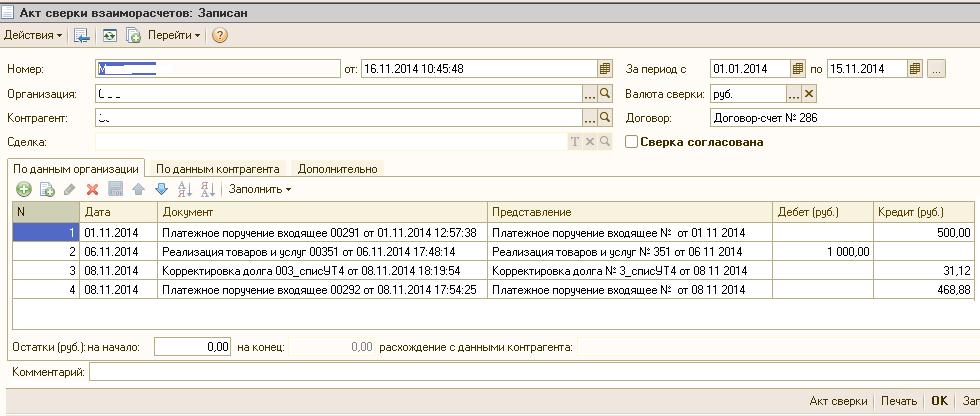 Акт сверки взаиморасчетов: Записан
Действия Перейти
Номер: от: 16.11.2014 10:45:48 За период с 01.01.2014 по 15.11.2014 ...
Организация: ... Валюта сверки: руб. ...
Контрагент: ... Договор: Договор-счет № 286
Сделка: T Сверка согласована
По данным организации По данным контрагента Дополнительно
Заполнить
N Дата Документ Представление Дебет (руб.) Кредит (руб.)
1 01.11.2014 Платежное поручение входящее 00291 от 01.11.2014 12:57:38 Платежное поручение входящее № от 01 11 2014 500,00
2 06.11.2014 Реализация товаров и услуг 00351 от 06.11.2014 17:48:14 Реализация товаров и услуг № 351 от 06 11 2014 1 000,00
3 08.11.2014 Корректировка долга 003_списУТ4 от 08.11.2014 18:19:54 Корректировка долга № 3_списУТ4 от 08 11 2014 31,12
4 08.11.2014 Платежное поручение входящее 00292 от 08.11.2014 17:54:25 Платежное поручение входящее № от 08 11 2014 468,88
Остатки (руб.): на начало: 0,00 на конец: 0,00 расхождение с данными контрагента:
Комментарий:
Акт сверки Печать OK Заг